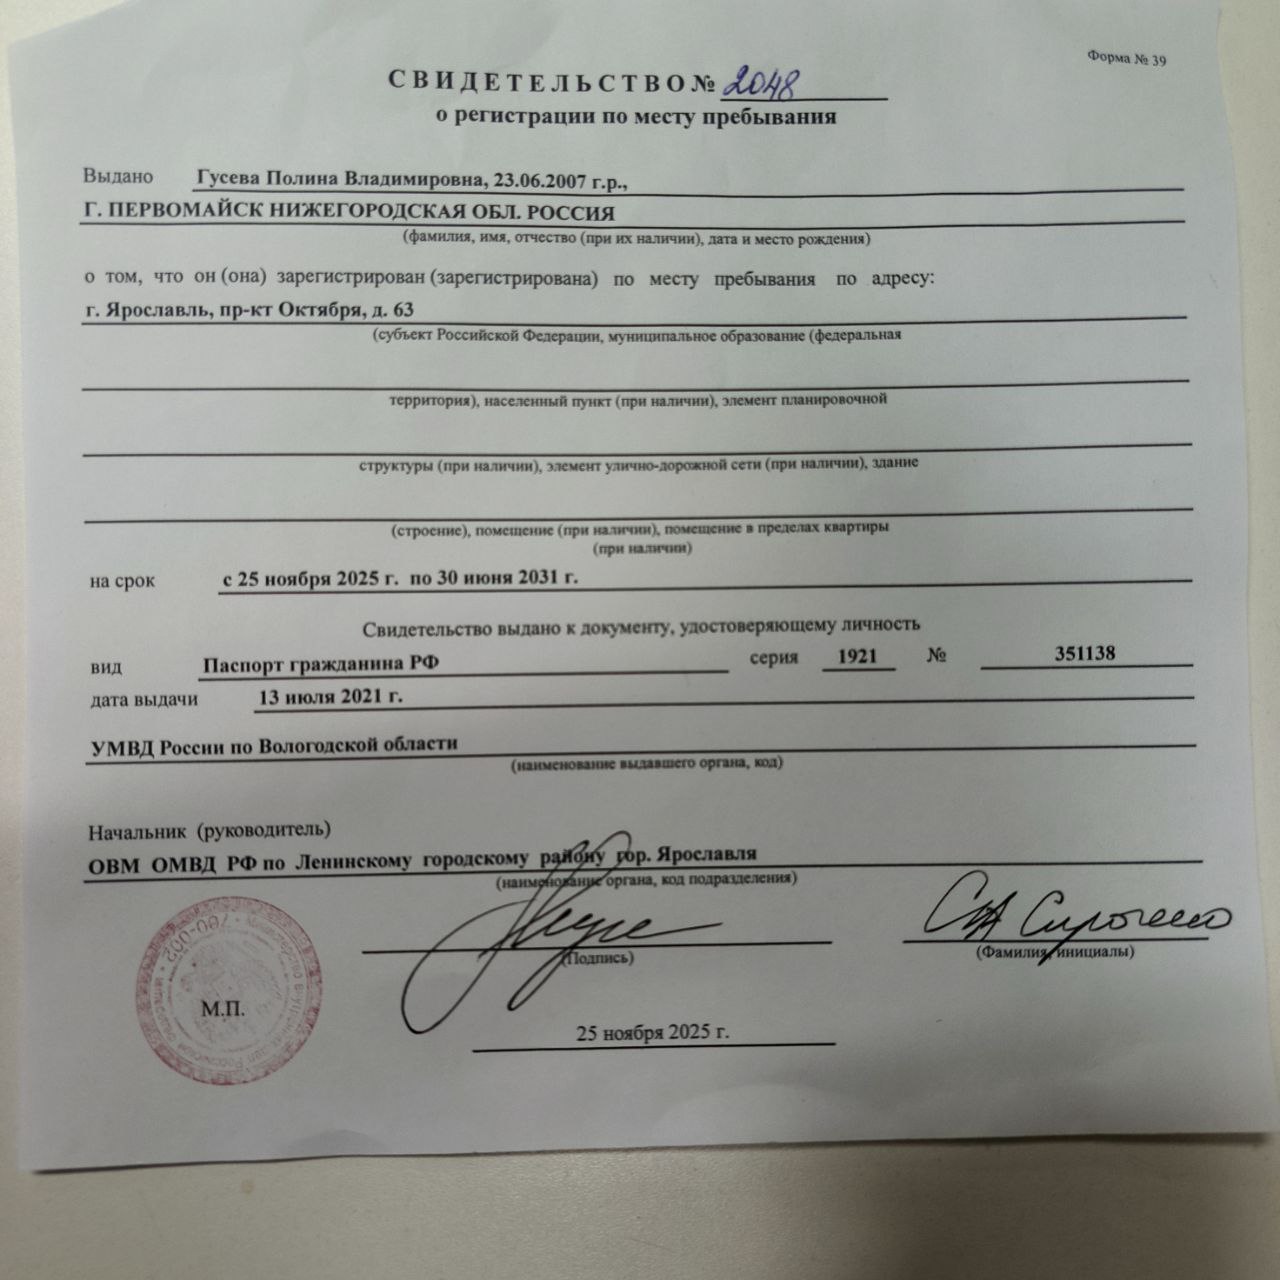 Форма № 39
СВИДЕТЕЛЬСТВО № 2048
о регистрации по месту пребывания
Выдано Гусева Полина Владимировна, 23.06.2007 г.р.,
Г. ПЕРВОМАЙСК НИЖЕГОРОДСКАЯ ОБЛ. РОССИЯ
(фамилия, имя, отчество (при их наличии), дата и место рождения)
о том, что он (она) зарегистрирован (зарегистрирована) по месту пребывания по адресу:
г. Ярославль, пр-кт Октября, д. 63
(субъект Российской Федерации, муниципальное образование (федеральная
территория), населенный пункт (при наличии), элемент планировочной
структуры (при наличии), элемент улично-дорожной сети (при наличии), здание
(строение), помещение (при наличии), помещение в пределах квартиры
(при наличии)
на срок с 25 ноября 2025 г. по 30 июня 2031 г.
Свидетельство выдано к документу, удостоверяющему личность
вид Паспорт гражданина РФ серия 1921 № 351138
дата выдачи 13 июля 2021 г.
УМВД России по Вологодской области
(наименование выдавшего органа, код)
Начальник (руководитель)
ОВМ ОМВД РФ по Ленинскому городскому району гор. Ярославля
(наименование органа, код подразделения)
(Подпись) (Фамилия, инициалы)
М.П.
760-002
25 ноября 2025 г.